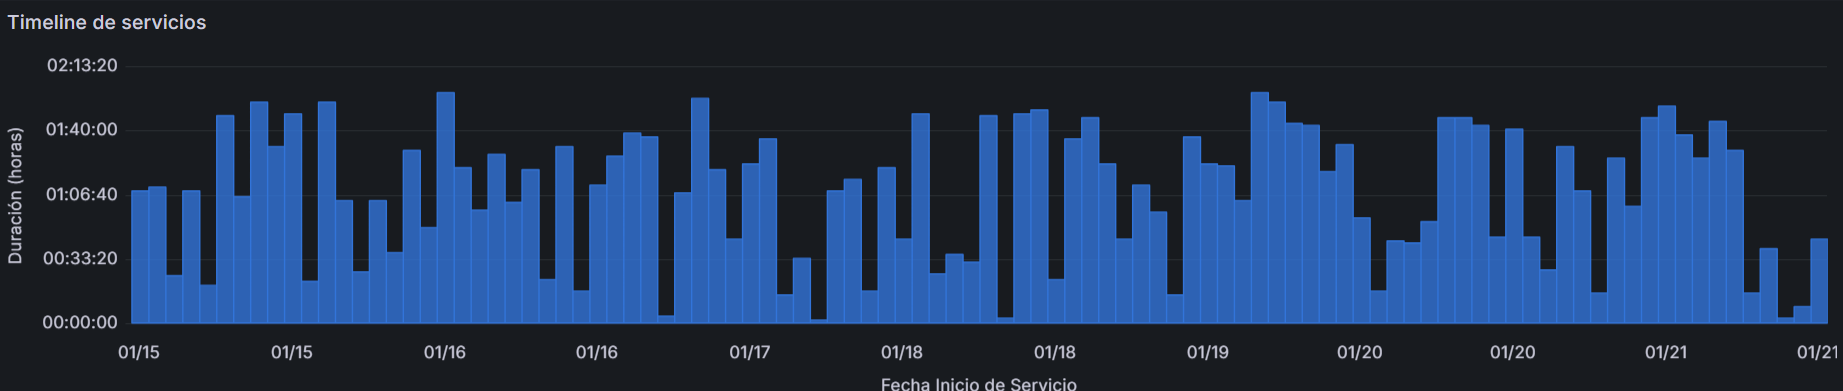 Timeline de servicios
Duración (horas)
02:13:20
01:40:00
01:06:40
00:33:20
00:00:00
01/15 01/15 01/16 01/16 01/17 01/18 01/18 01/19 01/20 01/20 01/21 01/21
Fecha Inicio de Servicio